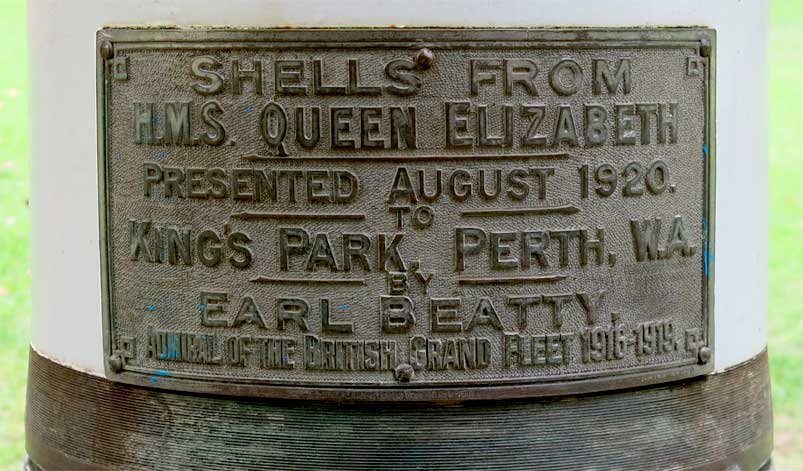 SHELLS FROM
H.M.S. QUEEN ELIZABETH
PRESENTED AUGUST 1920.
TO
KING'S PARK, PERTH, W.A.
BY
EARL BEATTY,
ADMIRAL OF THE BRITISH GRAND FLEET 1916-1919.